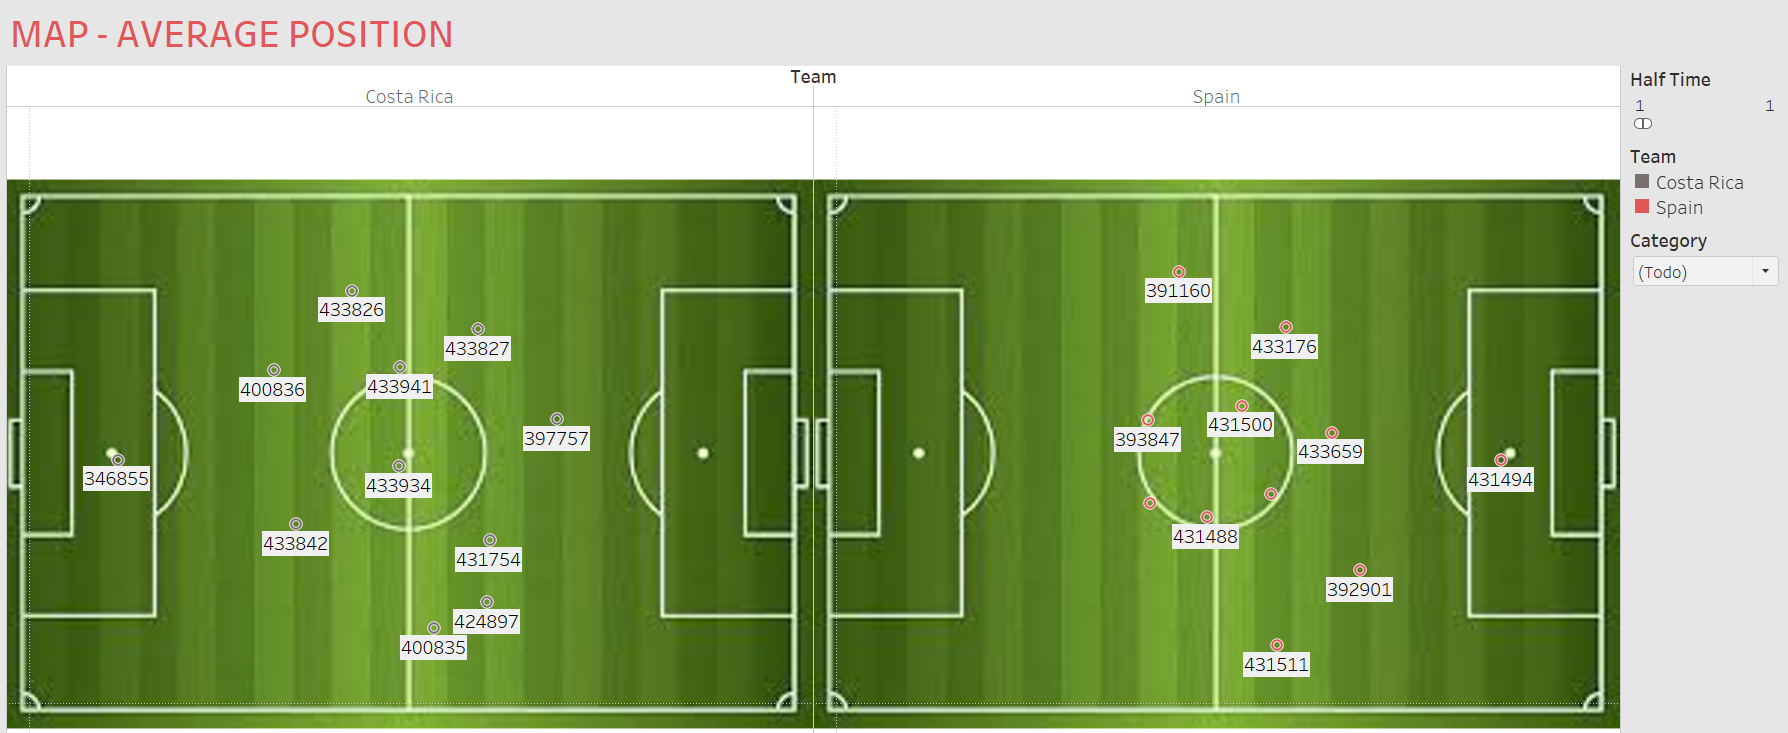 MAP - AVERAGE POSITION
Team
Costa Rica
Spain
433826
433827
400836
433941
397757
346855
433934
433842
431754
424897
400835
391160
433176
431500
393847
433659
431494
431488
392901
431511
Half Time
1 1
Team
Costa Rica
Spain
Category
(Todo)